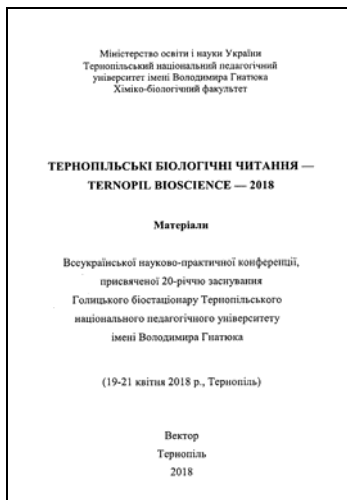 Міністерство освіти і науки України
Тернопільський національний педагогічний
університет імені Володимира Гнатюка
Хіміко-біологічний факультет
ТЕРНОПІЛЬСЬКІ БІОЛОГІЧНІ ЧИТАННЯ —
TERNOPIL BIOSCIENCE — 2018
Матеріали
Всеукраїнської науково-практичної конференції,
присвяченої 20-річчю заснування
Голицького біостаціонару Тернопільського
національного педагогічного університету
імені Володимира Гнатюка
(19-21 квітня 2018 р., Тернопіль)
Вектор
Тернопіль
2018